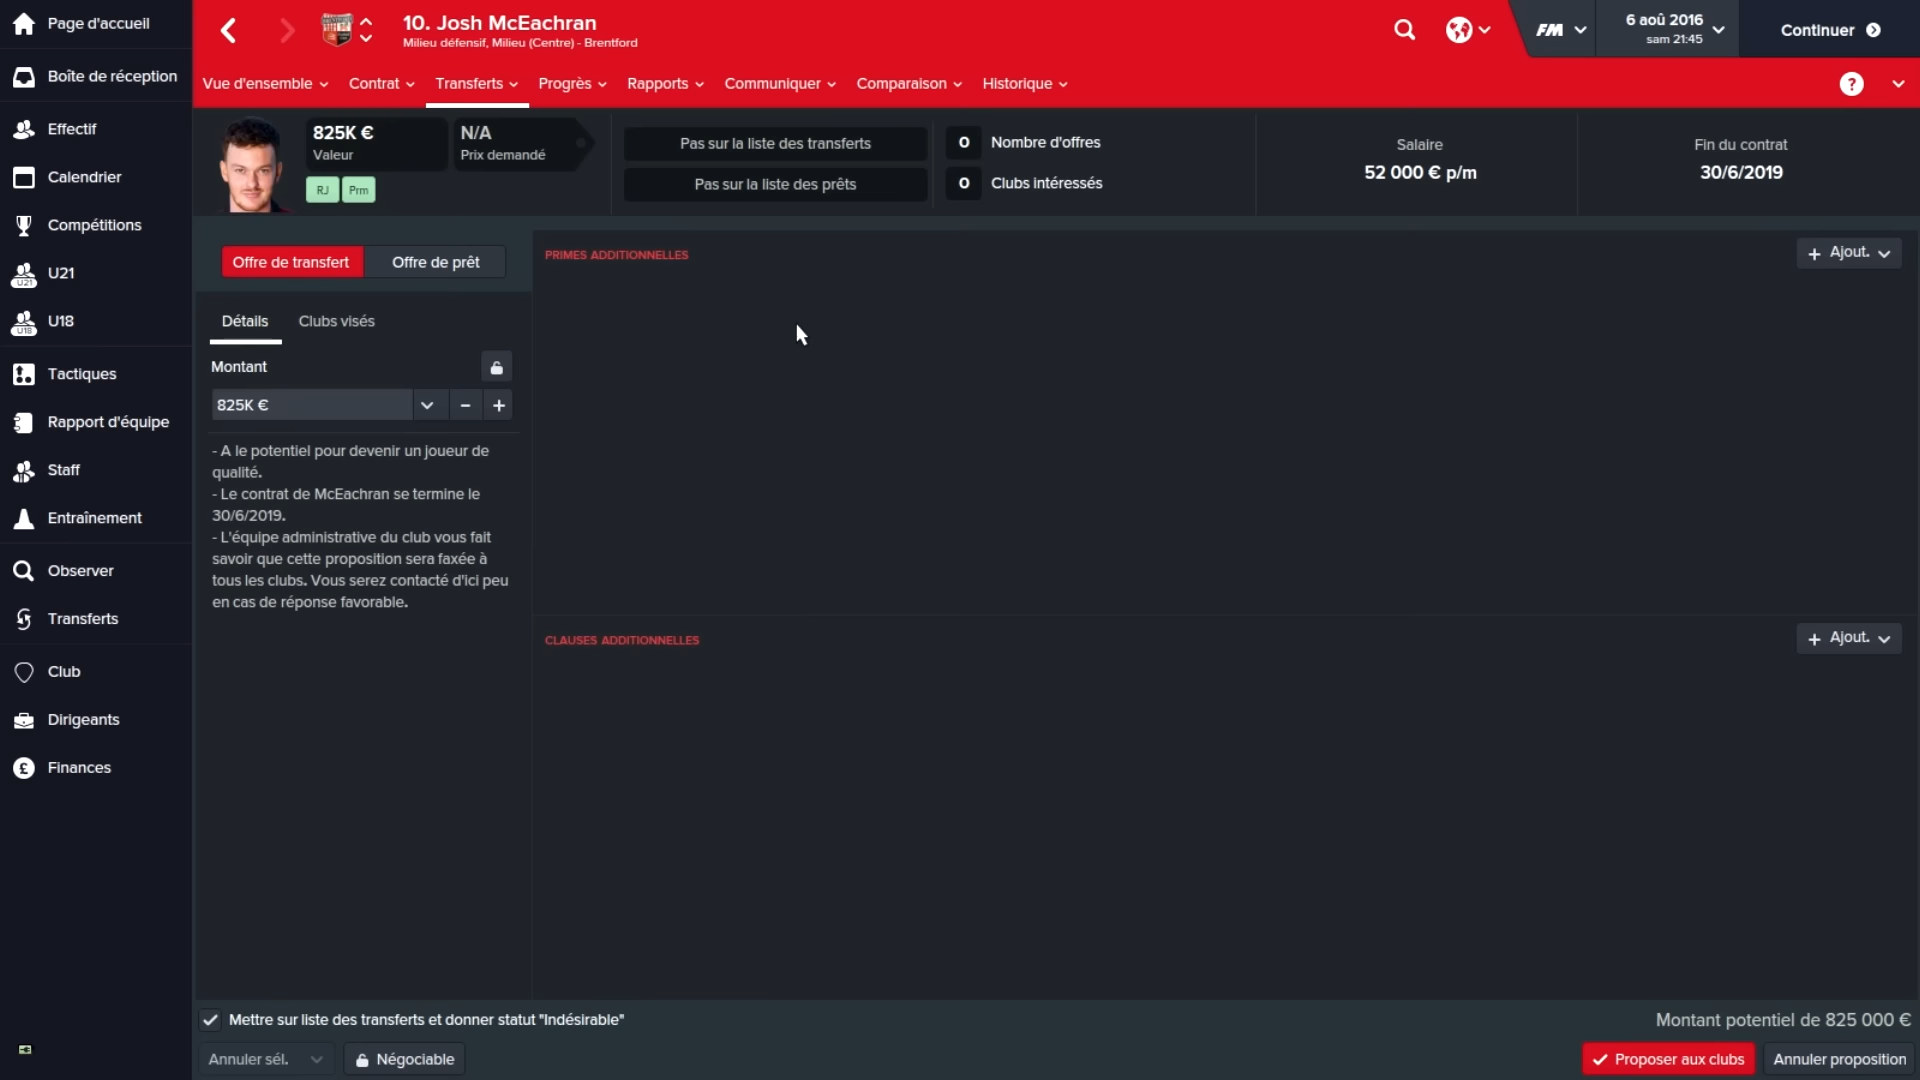 Page d'accueil
Boîte de réception
Effectif
Calendrier
Compétitions
U21
U21
U18
U18
Tactiques
Rapport d'équipe
Staff
Entraînement
Observer
Transferts
Club
Dirigeants
Finances
10. Josh McEachran
Milieu défensif, Milieu (Centre) - Brentford
FM
6 aoû 2016
sam 21:45
Continuer
Vue d'ensemble
Contrat
Transferts
Progrès
Rapports
Communiquer
Comparaison
Historique
?
825K €
Valeur
N/A
Prix demandé
RJ
Prm
Pas sur la liste des transferts
Pas sur la liste des prêts
0 Nombre d'offres
0 Clubs intéressés
Salaire
52 000 € p/m
Fin du contrat
30/6/2019
Offre de transfert
Offre de prêt
Détails
Clubs visés
Montant
825K €
- A le potentiel pour devenir un joueur de
qualité.
- Le contrat de McEachran se termine le
30/6/2019.
- L'équipe administrative du club vous fait
savoir que cette proposition sera faxée à
tous les clubs. Vous serez contacté d'ici peu
en cas de réponse favorable.
PRIMES ADDITIONNELLES
+ Ajout.
CLAUSES ADDITIONNELLES
+ Ajout.
Mettre sur liste des transferts et donner statut "Indésirable"
Montant potentiel de 825 000 €
Annuler sél.
Négociable
Proposer aux clubs
Annuler proposition